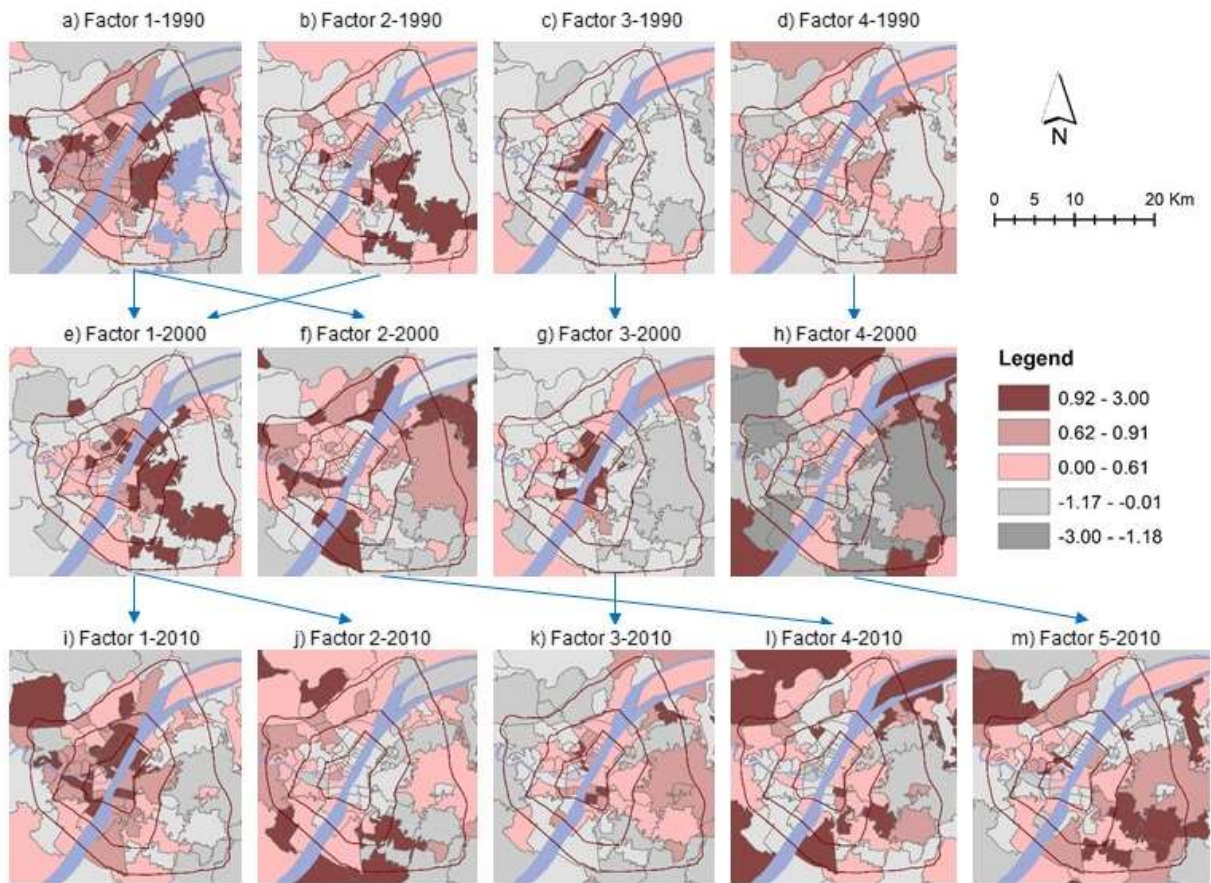 a) Factor 1-1990
b) Factor 2-1990
c) Factor 3-1990
d) Factor 4-1990
N
0 5 10 20 Km
e) Factor 1-2000
f) Factor 2-2000
g) Factor 3-2000
h) Factor 4-2000
Legend
0.92 - 3.00
0.62 - 0.91
0.00 - 0.61
-1.17 - -0.01
-3.00 - -1.18
i) Factor 1-2010
j) Factor 2-2010
k) Factor 3-2010
l) Factor 4-2010
m) Factor 5-2010